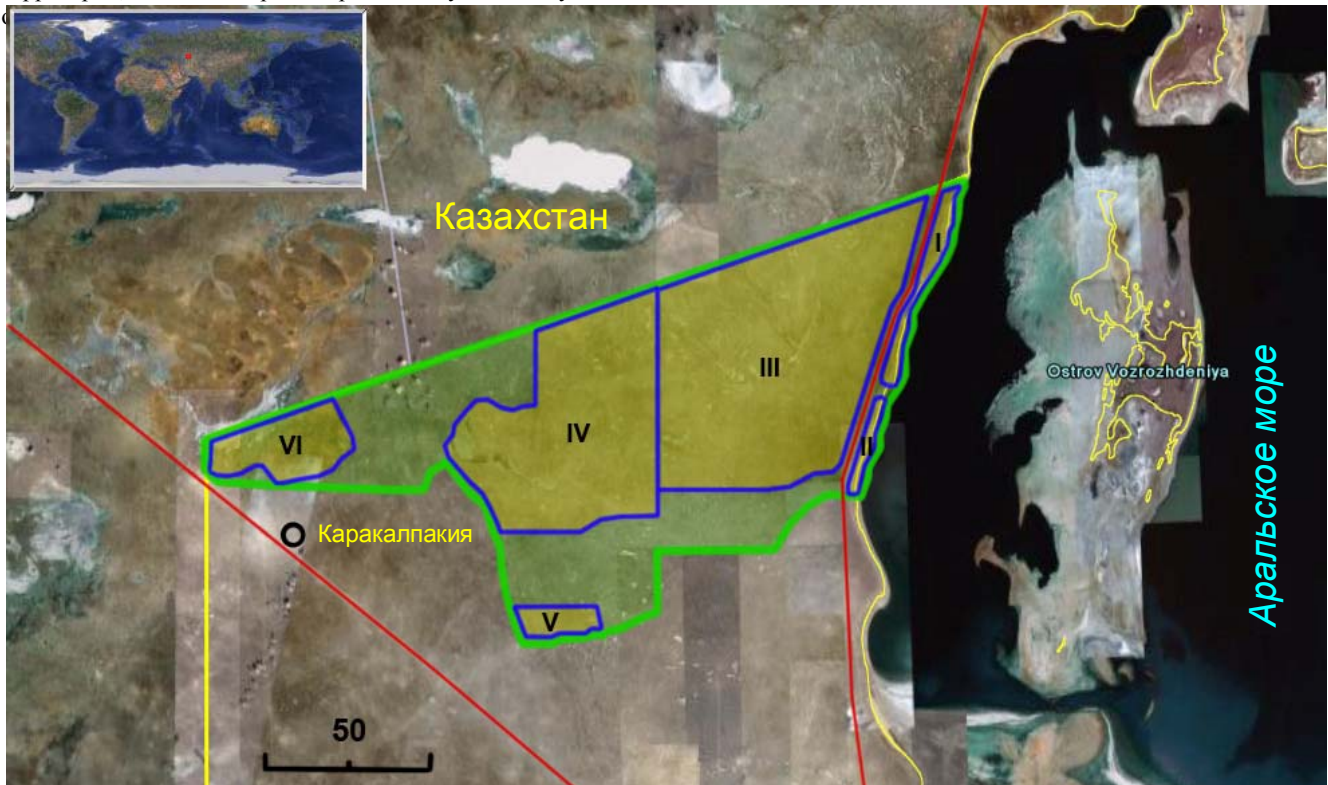 Казахстан
I
III
Ostrov Vozrozhdeniya
Аральское море
IV
VI
II
Каракалпакия
V
50